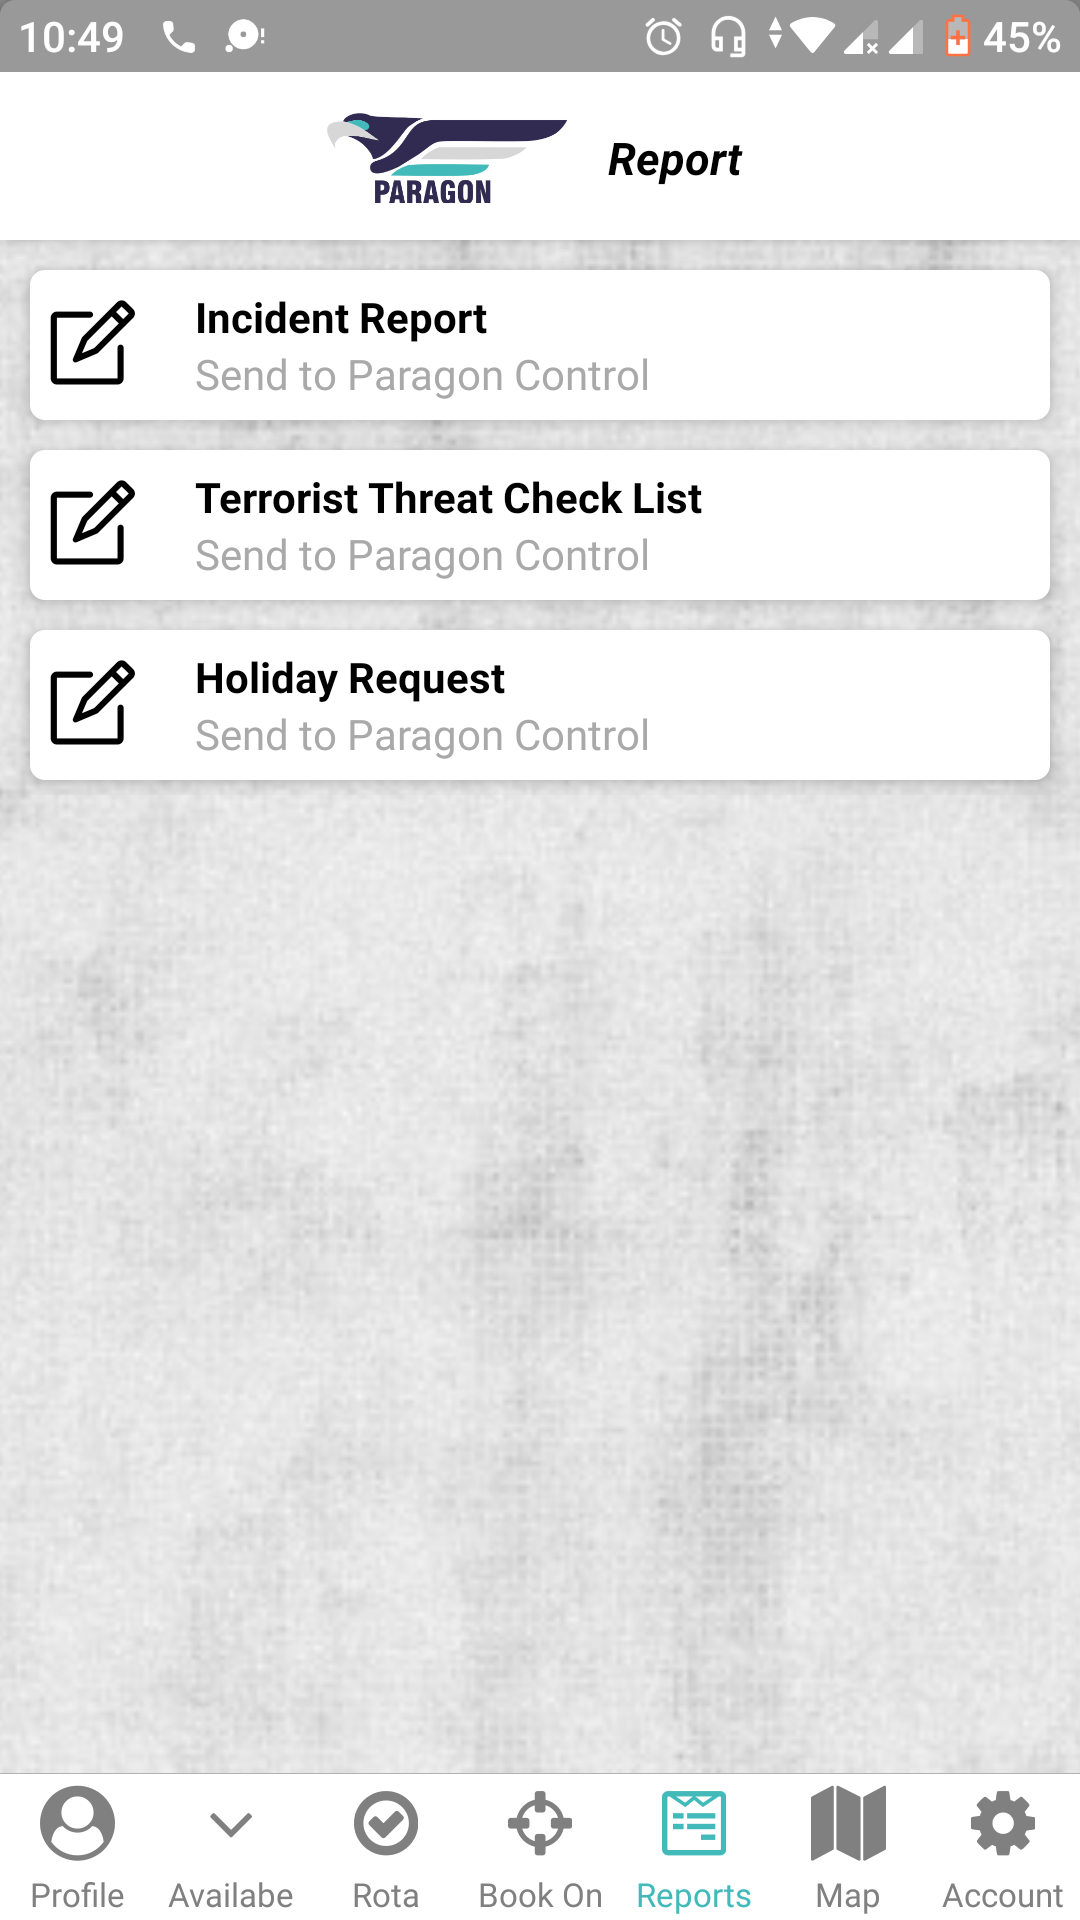 10:49
45%
PARAGON
Report
Incident Report
Send to Paragon Control
Terrorist Threat Check List
Send to Paragon Control
Holiday Request
Send to Paragon Control
Profile
Availabe
Rota
Book On
Reports
Map
Account